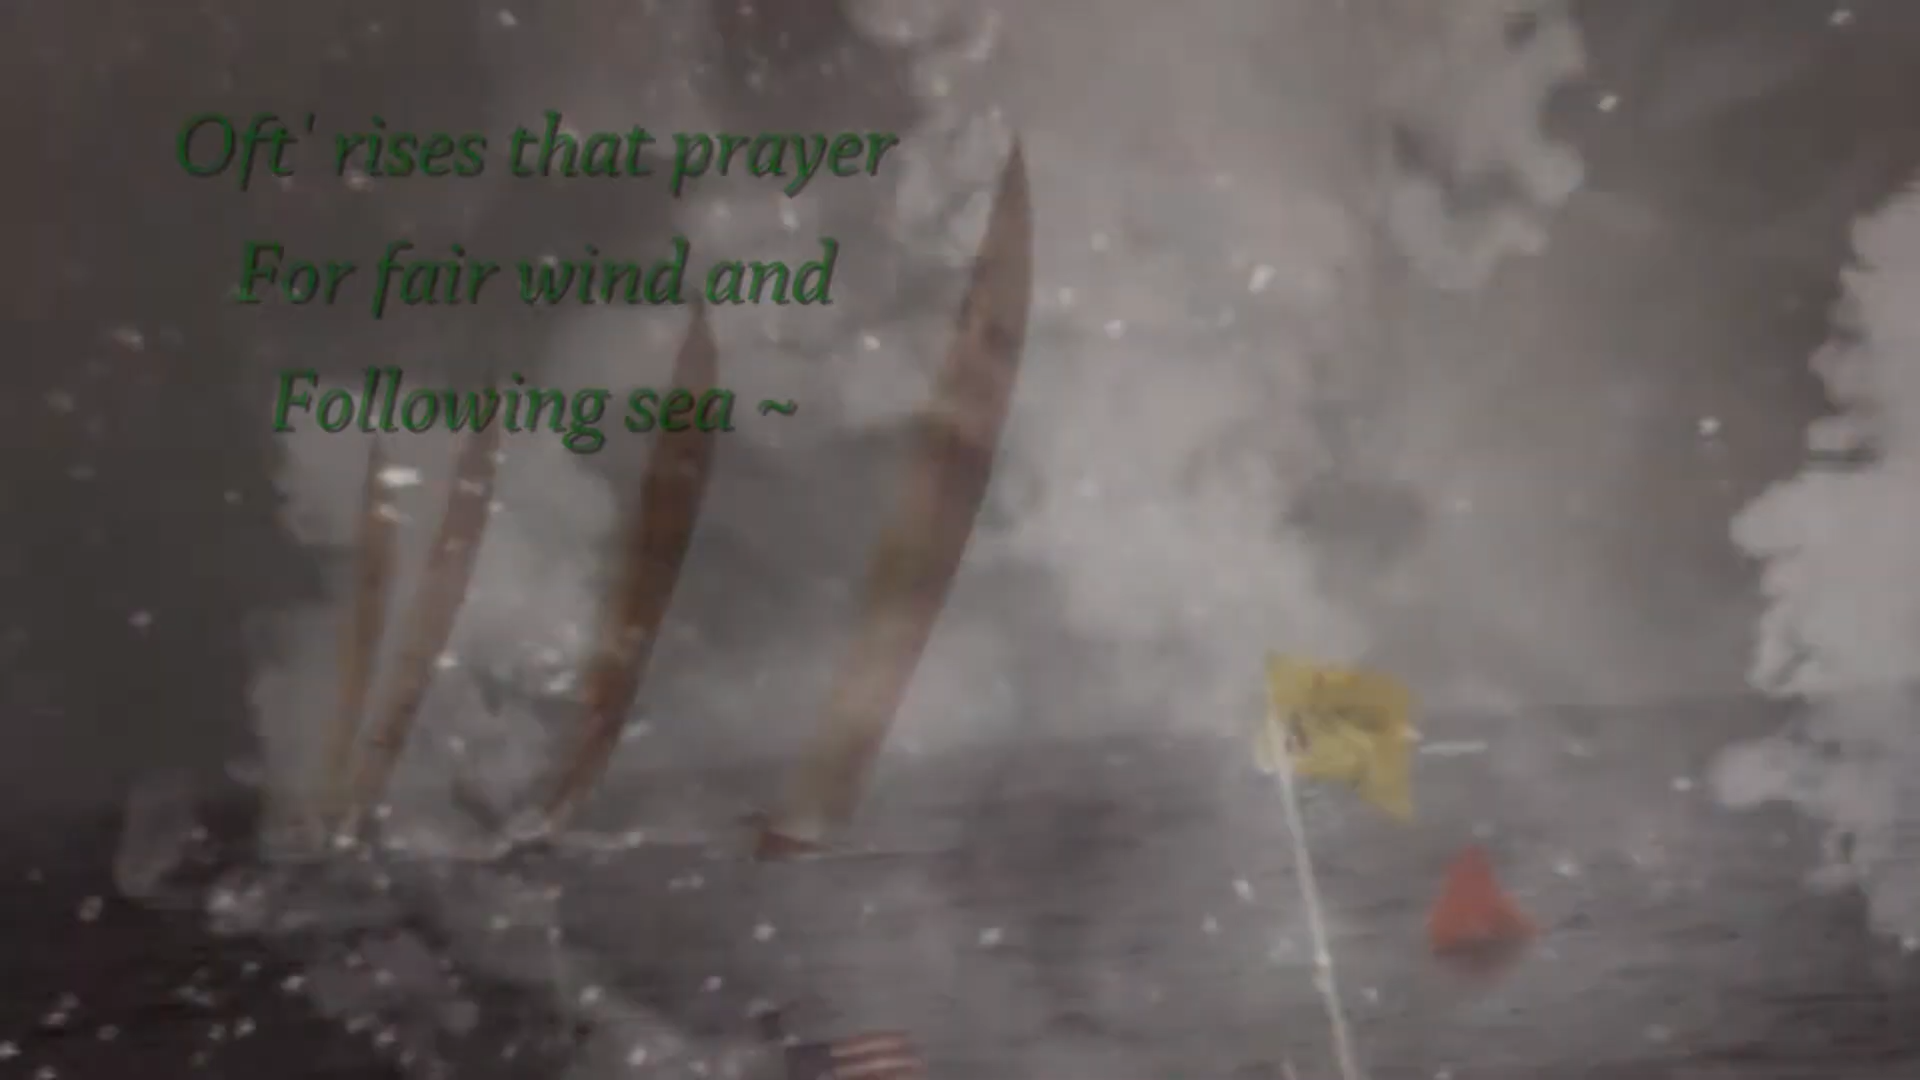 Oft' rises that prayer
For fair wind and
Following sea ~